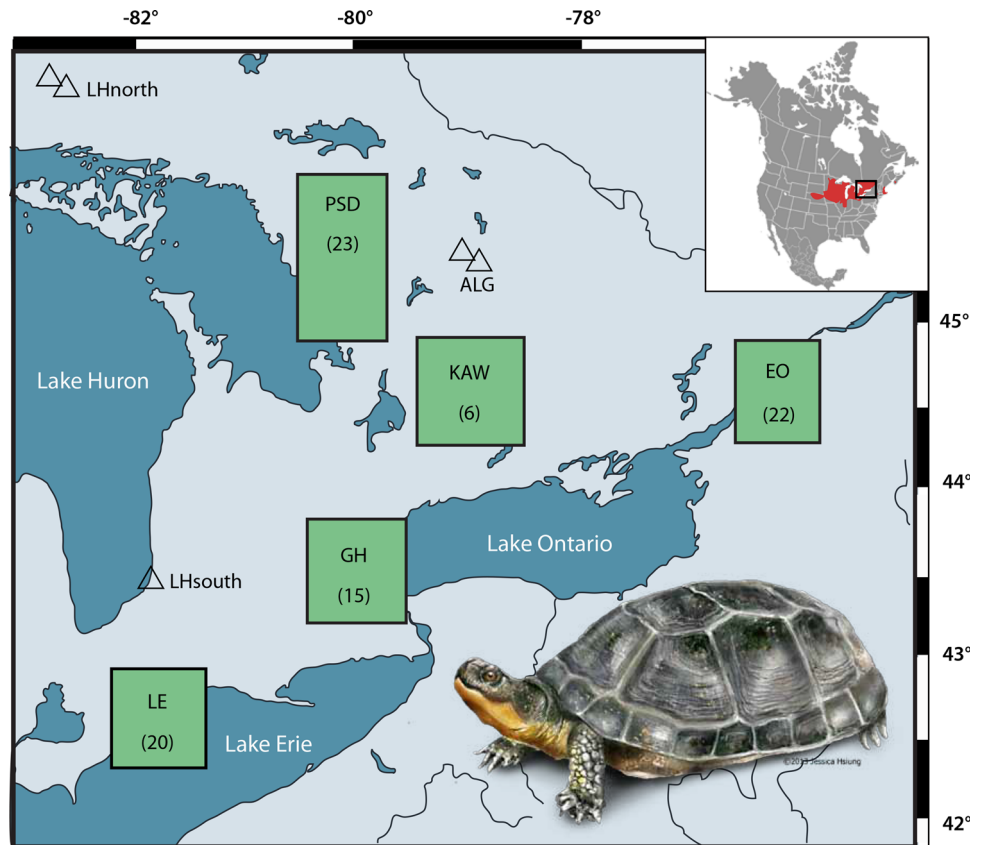 -82°
-80°
-78°
LHnorth
PSD
(23)
ALG
45°
Lake Huron
KAW
(6)
EO
(22)
44°
Lake Ontario
GH
(15)
LHsouth
43°
LE
(20)
Lake Erie
©2013 Jessica Hsiung
42°